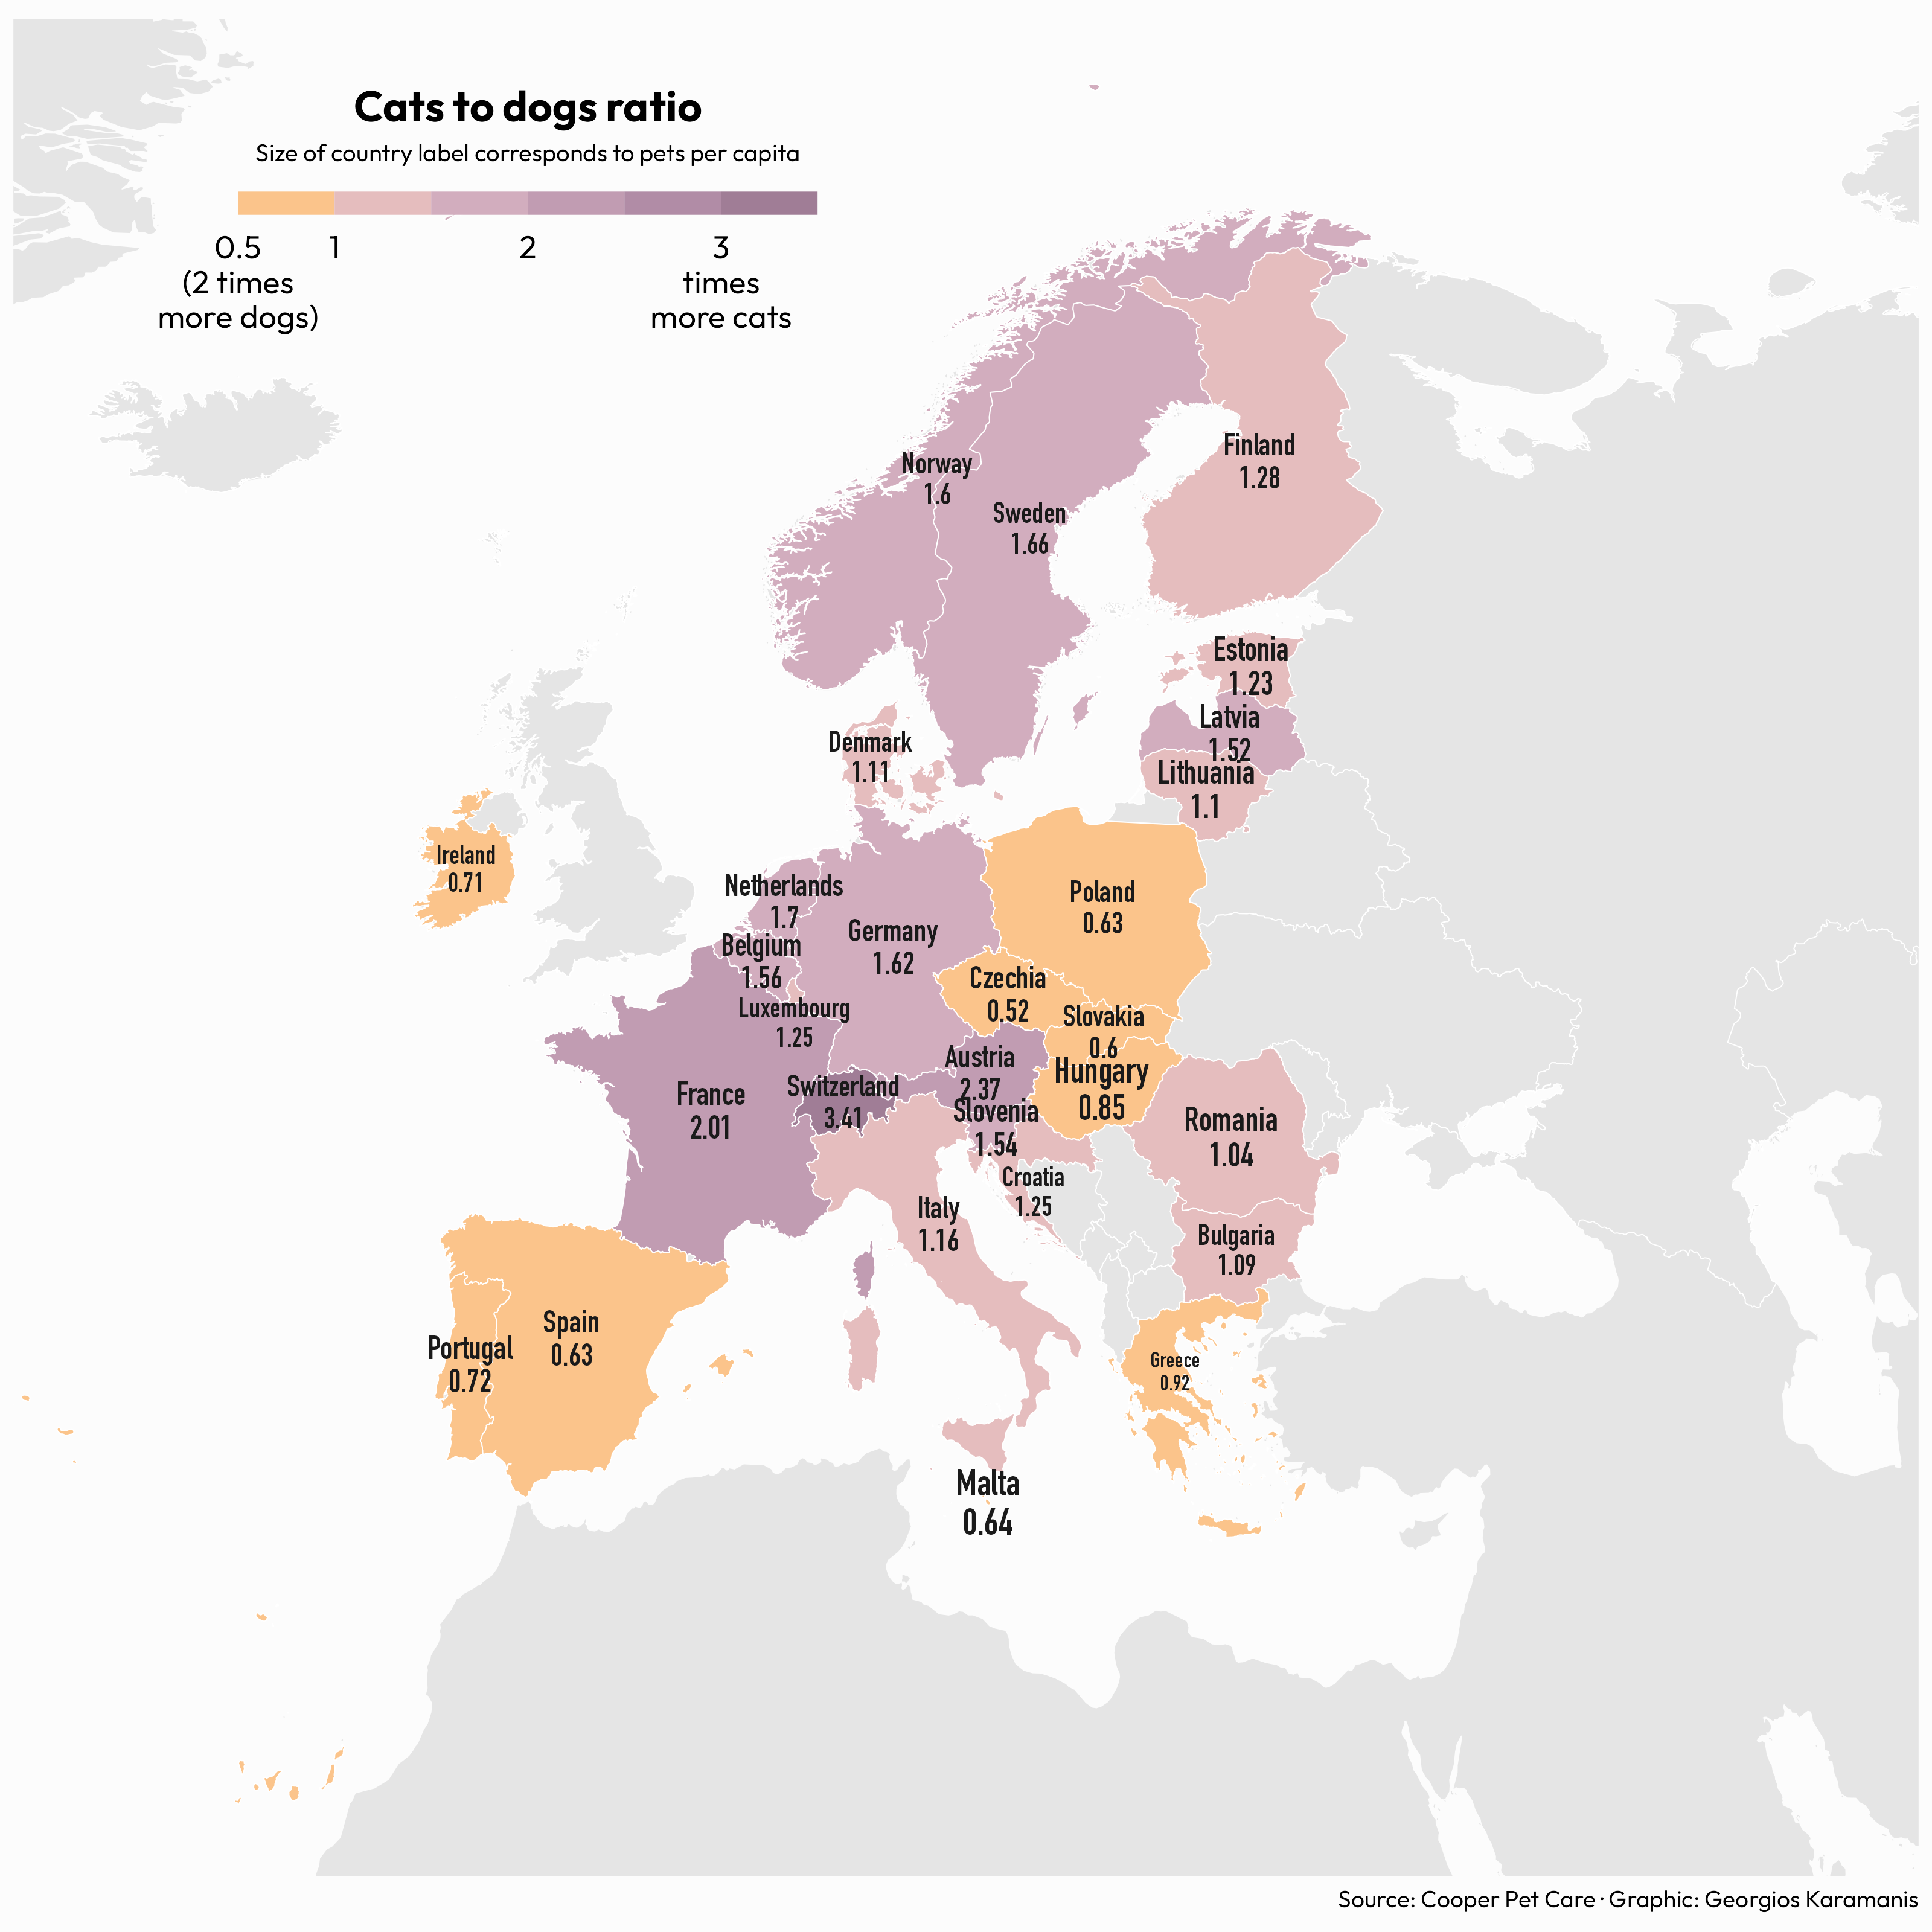 Cats to dogs ratio
Size of country label corresponds to pets per capita
0.5 1 2 3
(2 times times
more dogs) more cats
Finland
1.28
Norway
1.6
Sweden
1.66
Estonia
1.23
Latvia
1.52
Denmark
1.11
Lithuania
1.1
Ireland
0.71
Netherlands
1.7
Poland
0.63
Germany
1.62
Belgium
1.56
Czechia
0.52
Luxembourg
1.25
Slovakia
0.6
Austria
2.37
Hungary
0.85
Switzerland
3.41
France
2.01
Slovenia
1.54
Romania
1.04
Croatia
1.25
Italy
1.16
Bulgaria
1.09
Spain
0.63
Portugal
0.72
Greece
0.92
Malta
0.64
Source: Cooper Pet Care · Graphic: Georgios Karamanis